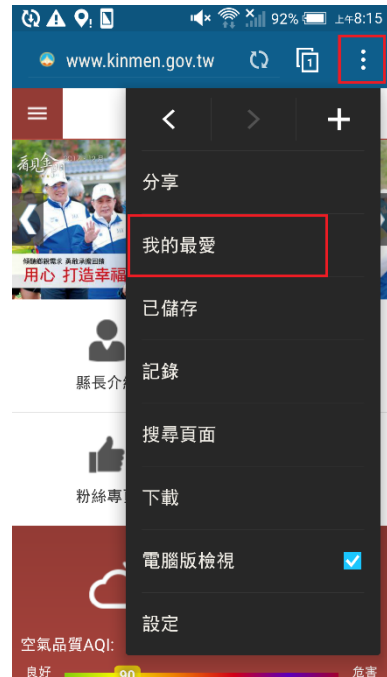 92% 上午8:15
www.kinmen.gov.tw
1
分享
我的最愛
已儲存
記錄
搜尋頁面
下載
電腦版檢視
設定
用心 打造幸福
縣長介
粉絲專
空氣品質AQI:
良好
90
危害